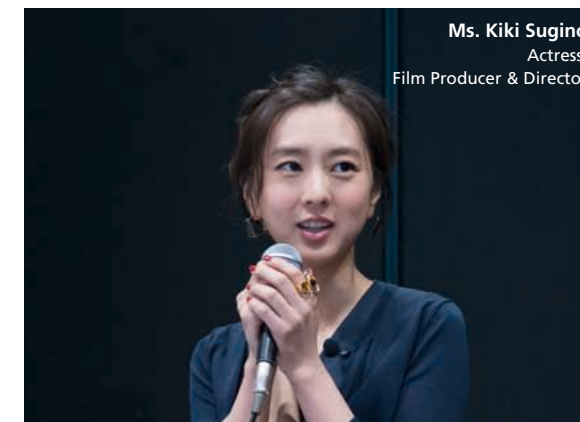 Ms. Kiki Sugino
Actress
Film Producer & Directo